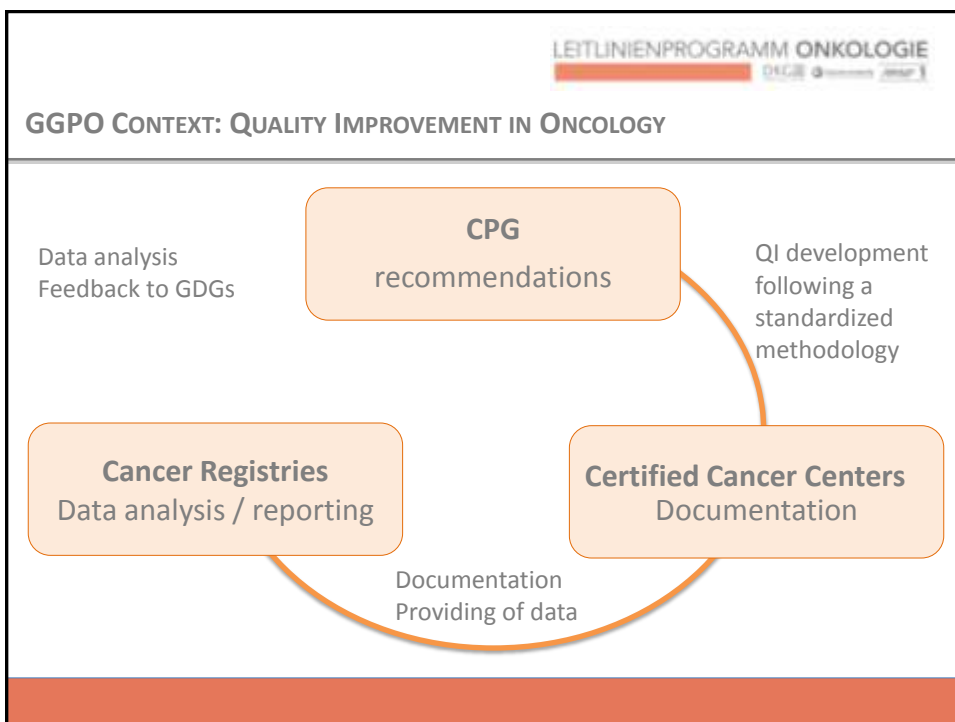 LEITLINIENPROGRAMM ONKOLOGIE
GGPO CONTEXT: QUALITY IMPROVEMENT IN ONCOLOGY
CPG
recommendations
Data analysis
Feedback to GDGs
QI development
following a
standardized
methodology
Cancer Registries
Data analysis / reporting
Certified Cancer Centers
Documentation
Documentation
Providing of data